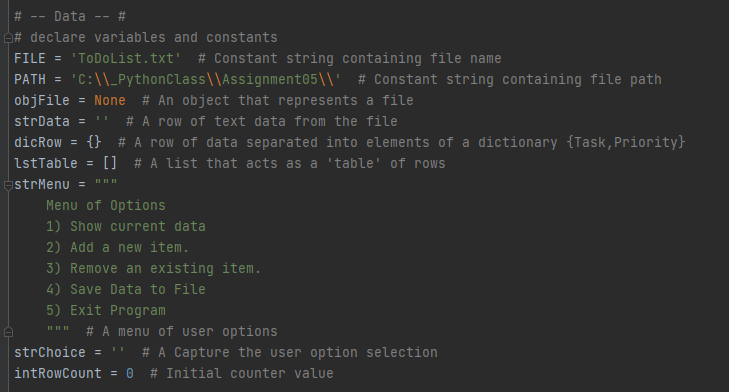 # -- Data -- #
# declare variables and constants
FILE = 'ToDoList.txt'  # Constant string containing file name
PATH = 'C:\\_PythonClass\\Assignment05\\'  # Constant string containing file path
objFile = None  # An object that represents a file
strData = ''  # A row of text data from the file
dicRow = {}  # A row of data separated into elements of a dictionary {Task,Priority}
lstTable = []  # A list that acts as a 'table' of rows
strMenu = """
    Menu of Options
    1) Show current data
    2) Add a new item.
    3) Remove an existing item.
    4) Save Data to File
    5) Exit Program
    """  # A menu of user options
strChoice = ''  # A Capture the user option selection
intRowCount = 0  # Initial counter value